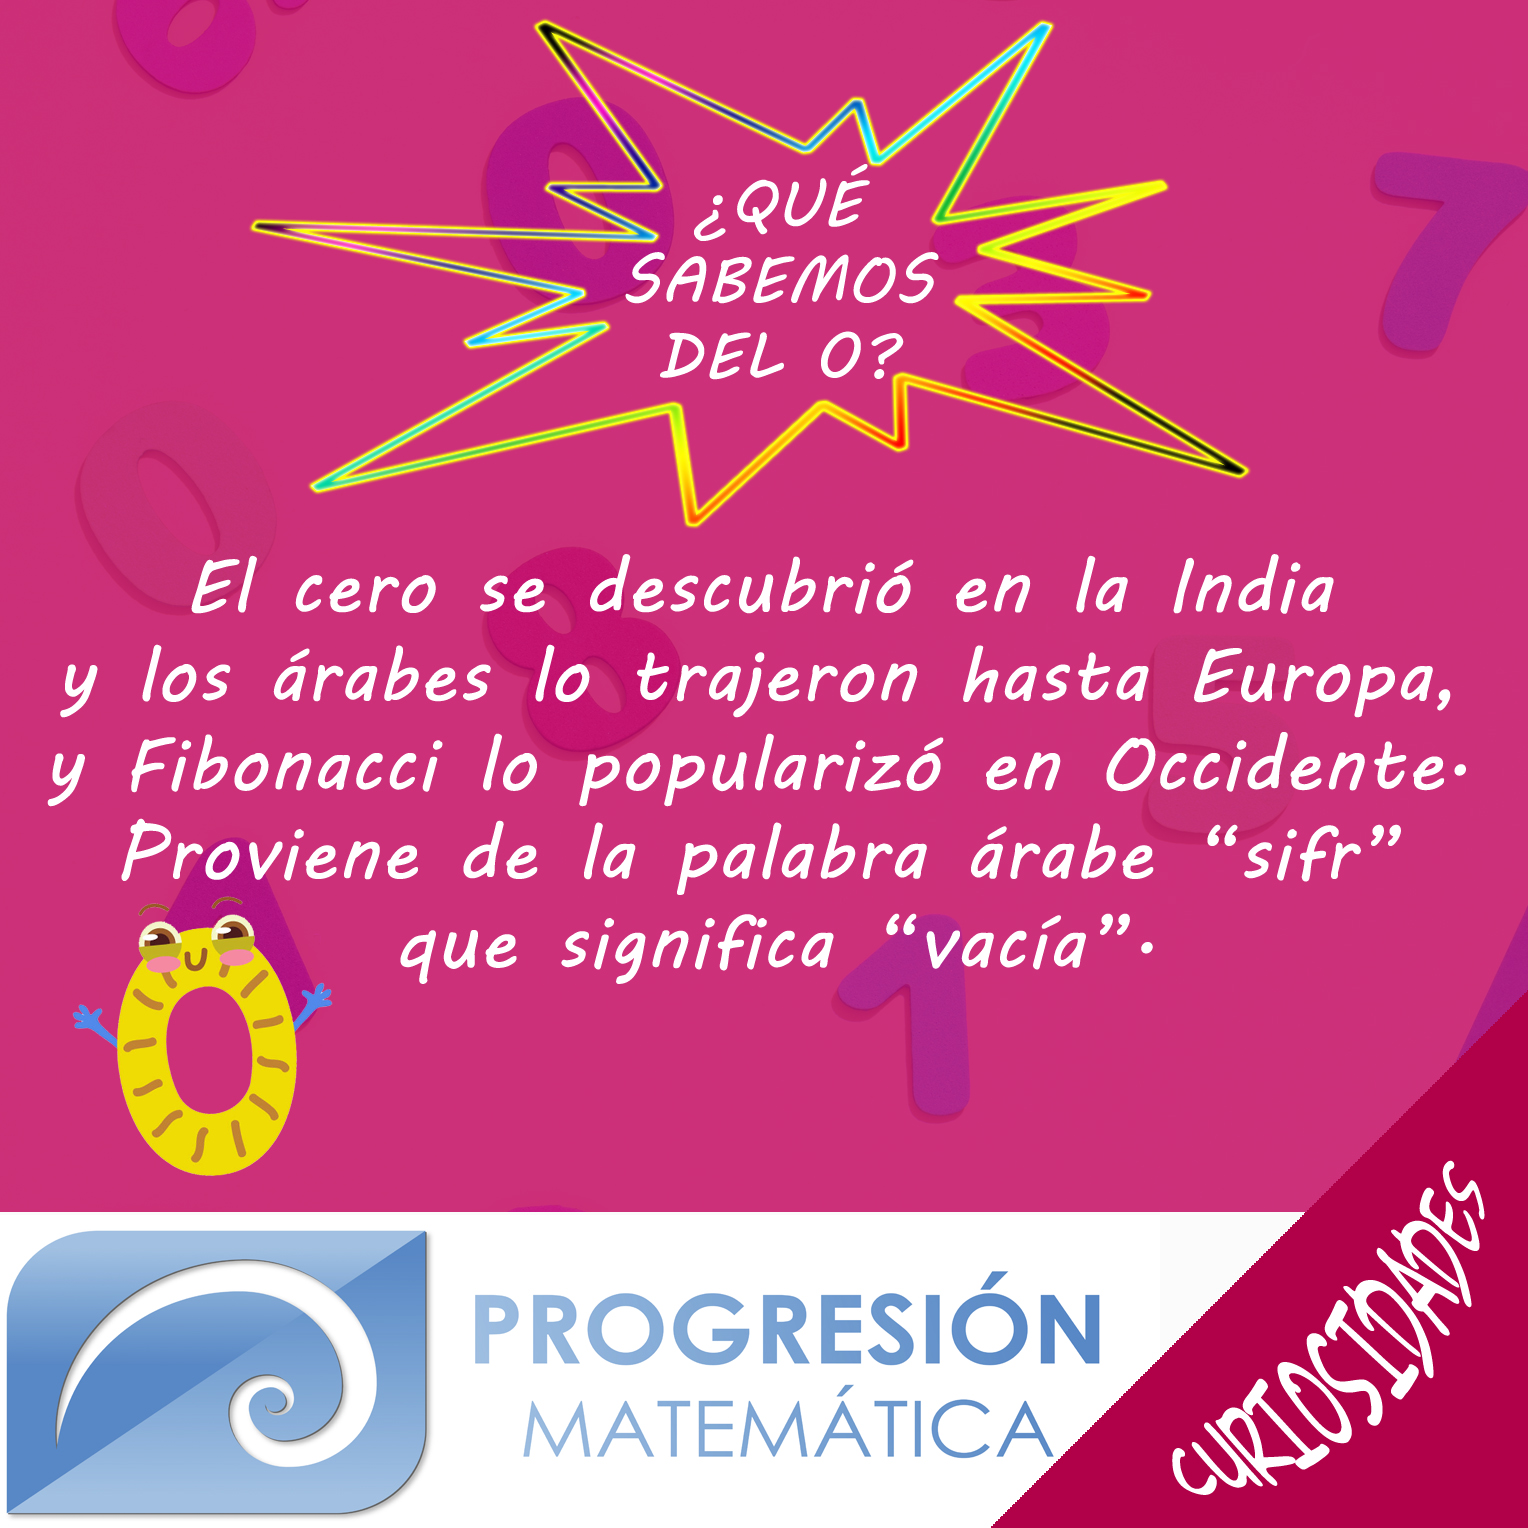 ¿QUÉ
SABEMOS
DEL 0?
El cero se descubrió en la India
y los árabes lo trajeron hasta Europa,
y Fibonacci lo popularizó en Occidente.
Proviene de la palabra árabe “sifr”
que significa “vacía”.
PROGRESIÓN
MATEMÁTICA
CURIOSIDADES